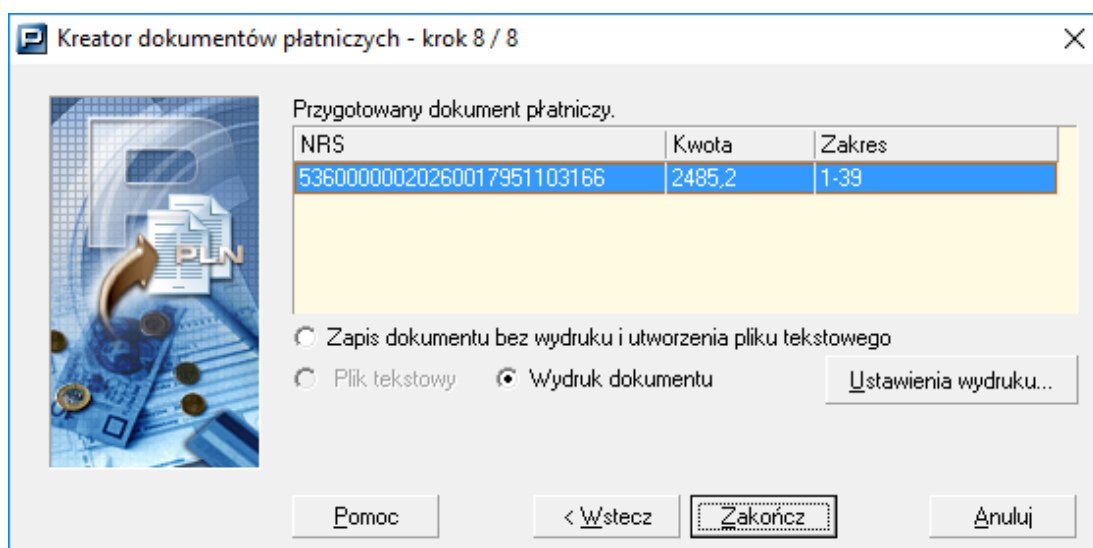 Kreator dokumentów płatniczych - krok 8 / 8
Przygotowany dokument płatniczy.
NRS Kwota Zakres
53600000020260017951103166 2485,2 1-39
PLN
Zapis dokumentu bez wydruku i utworzenia pliku tekstowego
Plik tekstowy Wydruk dokumentu Ustawienia wydruku...
Pomoc < Wstecz Zakończ Anuluj